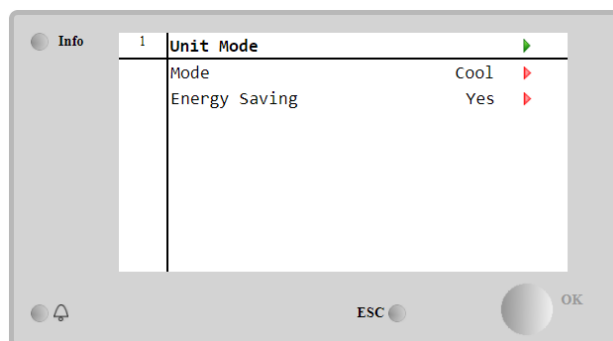 Info
1 Unit Mode
Mode Cool
Energy Saving Yes
ESC
OK